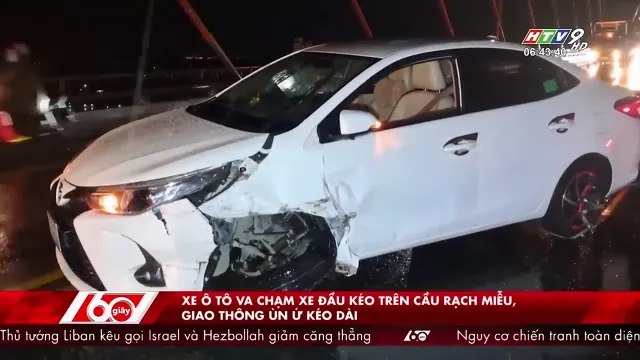 HTV9
HD
06:43:40
60
giây
XE Ô TÔ VA CHẠM XE ĐẦU KÉO TRÊN CẦU RẠCH MIỄU,
GIAO THÔNG ÙN Ứ KÉO DÀI
Thủ tướng Liban kêu gọi Israel và Hezbollah giảm căng thẳng 60 Nguy cơ chiến tranh toàn diện